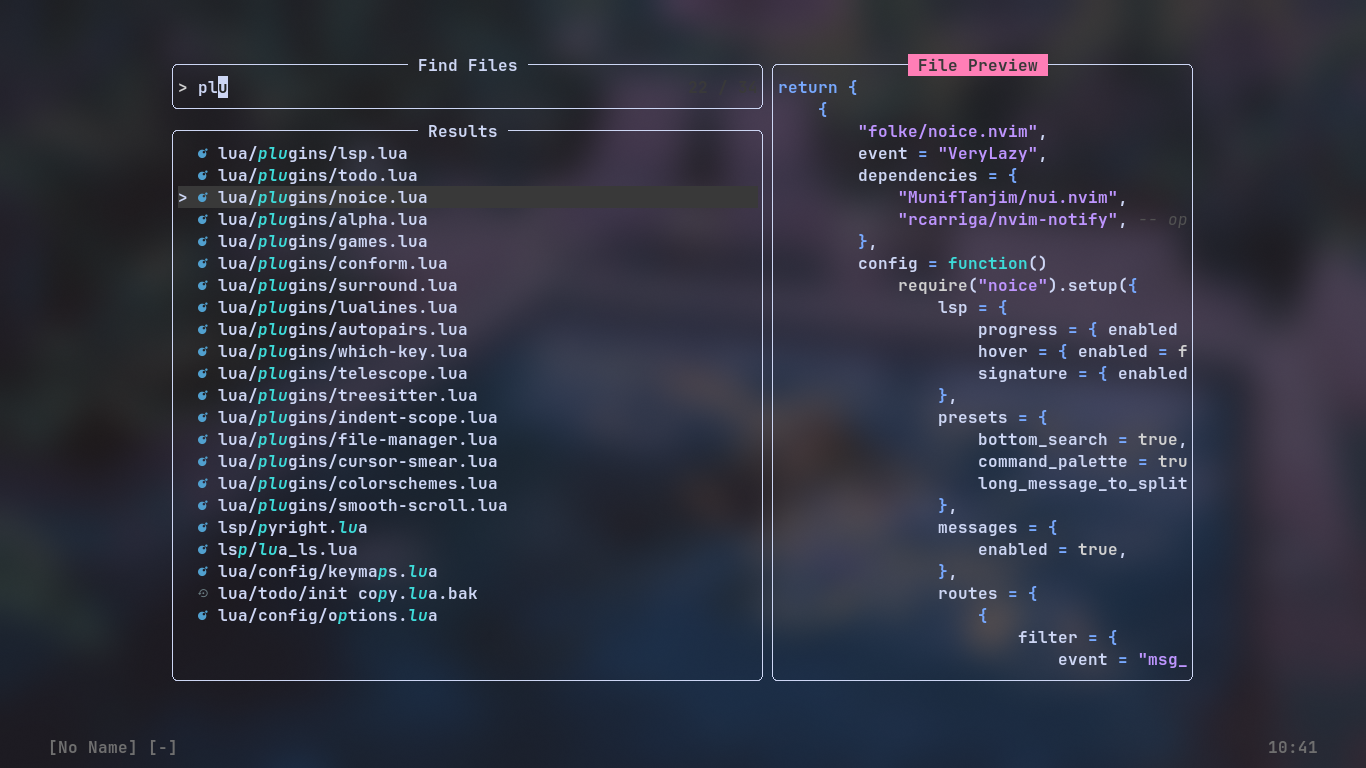 Find Files
> plu
Results
lua/plugins/lsp.lua
lua/plugins/todo.lua
> lua/plugins/noice.lua
lua/plugins/alpha.lua
lua/plugins/games.lua
lua/plugins/conform.lua
lua/plugins/surround.lua
lua/plugins/lualines.lua
lua/plugins/autopairs.lua
lua/plugins/which-key.lua
lua/plugins/telescope.lua
lua/plugins/treesitter.lua
lua/plugins/indent-scope.lua
lua/plugins/file-manager.lua
lua/plugins/cursor-smear.lua
lua/plugins/colorschemes.lua
lua/plugins/smooth-scroll.lua
lsp/pyright.lua
lsp/lua_ls.lua
lua/config/keymaps.lua
lua/todo/init copy.lua.bak
lua/config/options.lua
File Preview
return {
    {
        "folke/noice.nvim",
        event = "VeryLazy",
        dependencies = {
            "MunifTanjim/nui.nvim",
            "rcarriga/nvim-notify", -- op
        },
        config = function()
            require("noice").setup({
                lsp = {
                    progress = { enabled
                    hover = { enabled = f
                    signature = { enabled
                },
                presets = {
                    bottom_search = true,
                    command_palette = tru
                    long_message_to_split
                },
                messages = {
                    enabled = true,
                },
                routes = {
                    {
                        filter = {
                            event = "msg_
[No Name] [-]
10:41